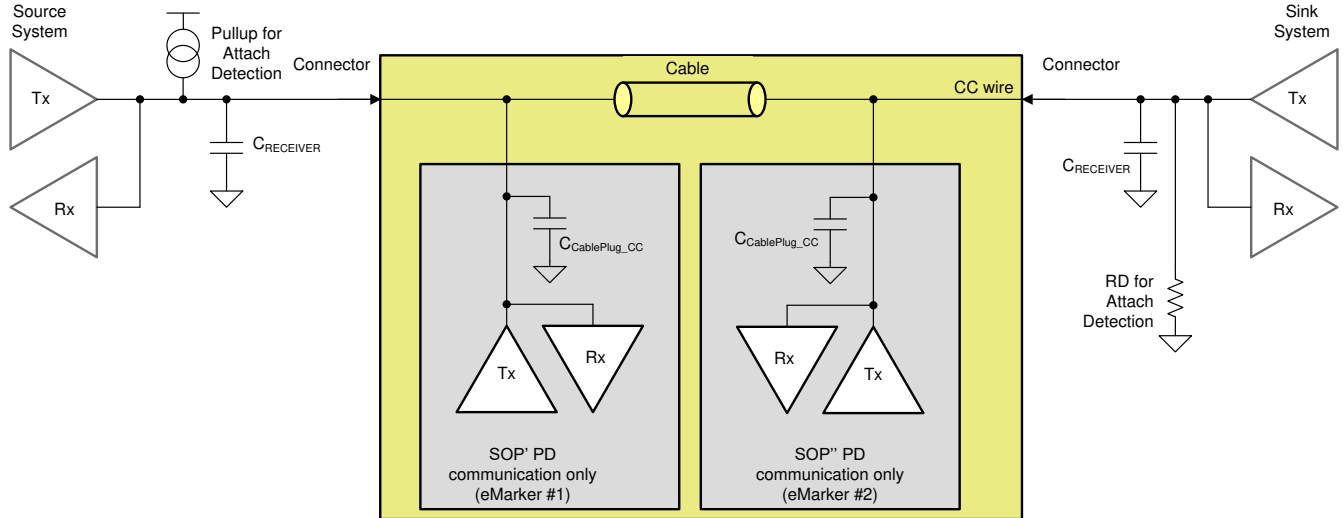 Source
System
Pullup for
Attach
Detection
Connector
Tx
Rx
CRECEIVER
Cable
CC wire
CCablePlug_CC
Tx
Rx
SOP' PD
communication only
(eMarker #1)
CCablePlug_CC
Rx
Tx
SOP'' PD
communication only
(eMarker #2)
Connector
Sink
System
Tx
Rx
CRECEIVER
RD for
Attach
Detection